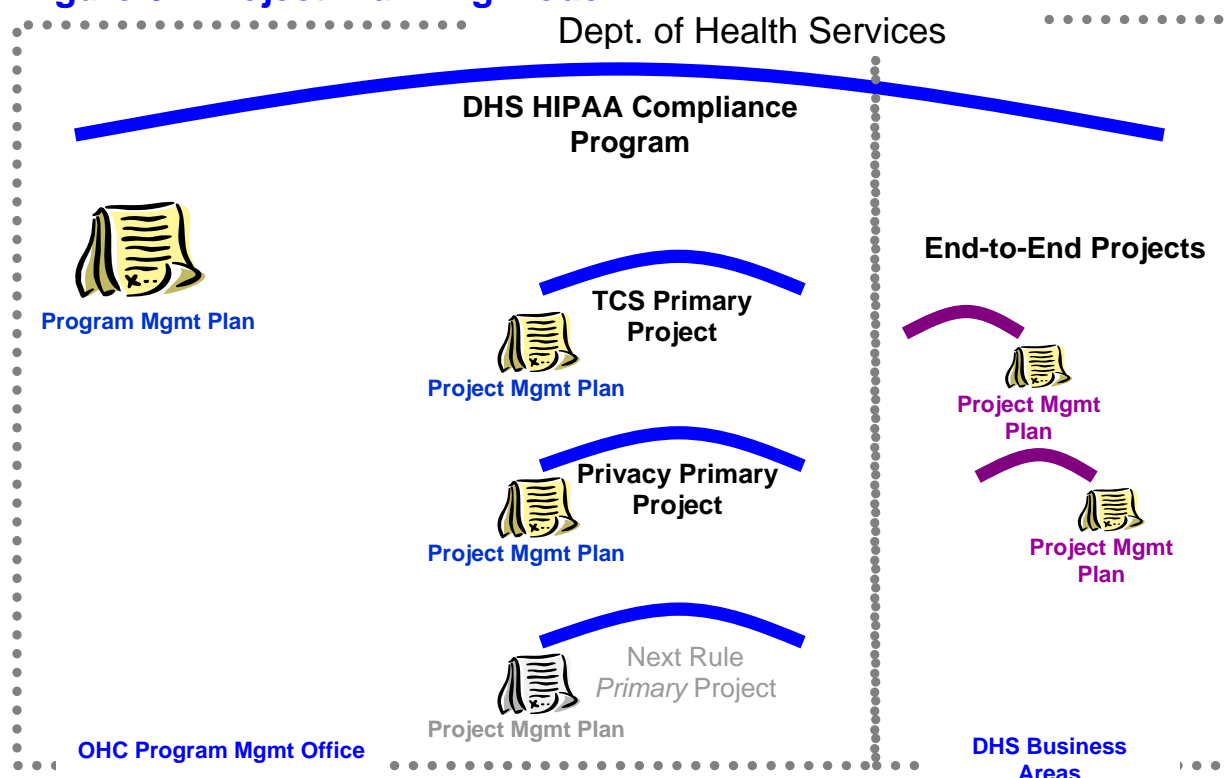 Dept. of Health Services
DHS HIPAA Compliance
Program
Program Mgmt Plan
TCS Primary
Project
Project Mgmt Plan
Privacy Primary
Project
Project Mgmt Plan
Next Rule
Primary Project
Project Mgmt Plan
OHC Program Mgmt Office
End-to-End Projects
Project Mgmt
Plan
Project Mgmt
Plan
DHS Business
Areas